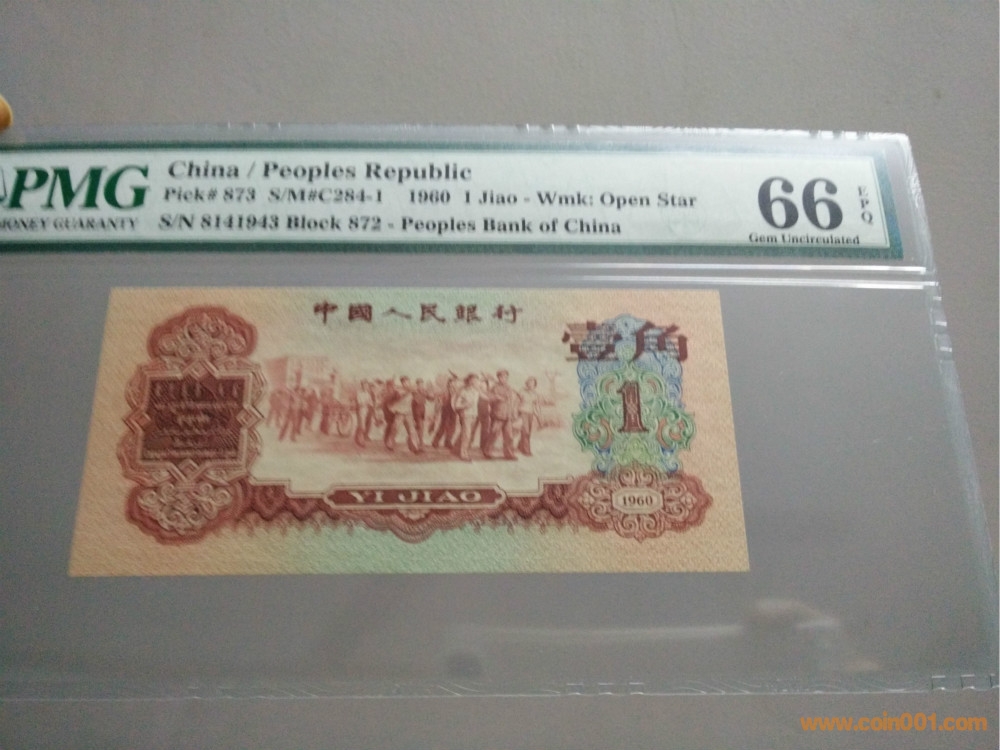 PMG
MONEY GUARANTY
China / Peoples Republic
Pick# 873 S/M#C284-1 1960 1 Jiao - Wmk: Open Star
S/N 8141943 Block 872 - Peoples Bank of China
66
EPQ
Gem Uncirculated
中國人民銀行
壹角
1
YI JIAO
1960
www.coin001.com